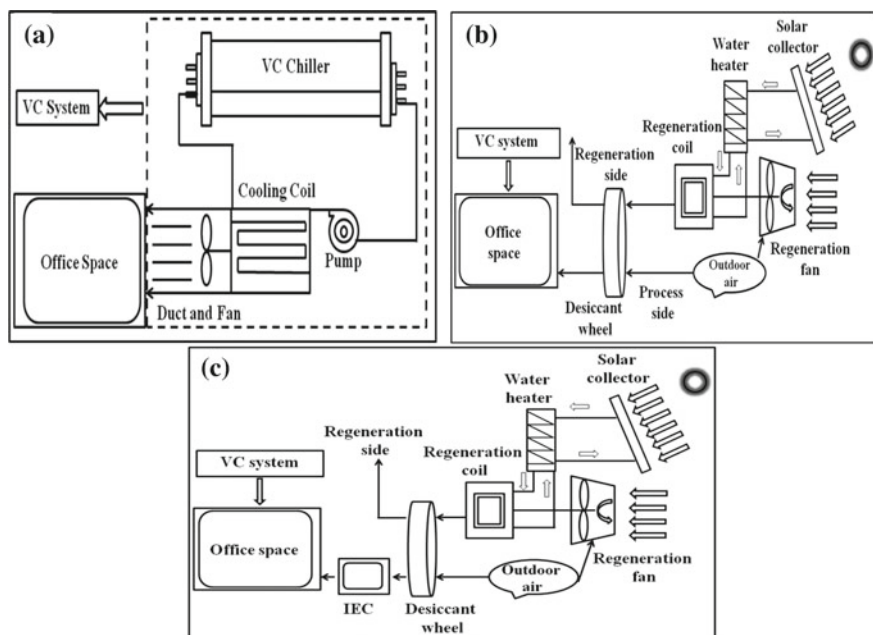 (a)
VC Chiller
VC System
Cooling Coil
Office Space
Pump
Duct and Fan
(b)
Solar
collector
Water
heater
Regeneration
coil
VC system
Regeneration
side
Office
space
Regeneration
fan
Outdoor
air
Desiccant
wheel
Process
side
(c)
Solar
collector
Water
heater
Regeneration
side
Regeneration
coil
VC system
Office space
Regeneration
fan
Outdoor
air
IEC
Desiccant
wheel